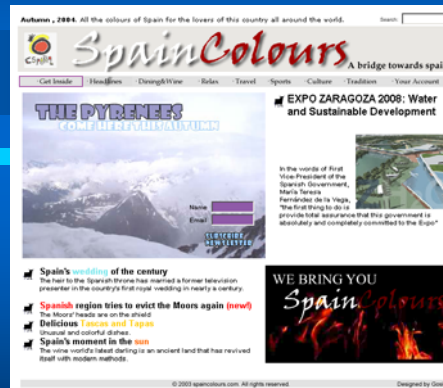 Autumn , 2004. All the colours of Spain for the lovers of this country all around the world.
Search:
España
SpainColours
A bridge towards spai
· Get Inside · Headlines · Dining&Wine · Relax · Travel · Sports · Culture · Tradition · Your Account
THE PYRENEES
COME HERE THIS AUTUMN
Name
Email
SUBSCRIBE
NEWSLETTER
EXPO ZARAGOZA 2008: Water
and Sustainable Development
In the words of First
Vice-President of the
Spanish Government,
María Teresa
Fernández de la Vega,
"the first thing to do is
provide total assurance that this government is
absolutely and completely committed to the Expo"
Spain's wedding of the century
The heir to the Spanish throne has married a former television
presenter in the country's first royal wedding in nearly a century.
Spanish region tries to evict the Moors again (new!)
The Moors' heads are on the shield
Delicious Tascas and Tapas
Unusual and colorful dishes.
Spain's moment in the sun
The wine world's latest darling is an ancient land that has revived
itself with modern methods.
WE BRING YOU
SpainColours
© 2003 spaincolours.com. All rights reserved.
Designed by Gos